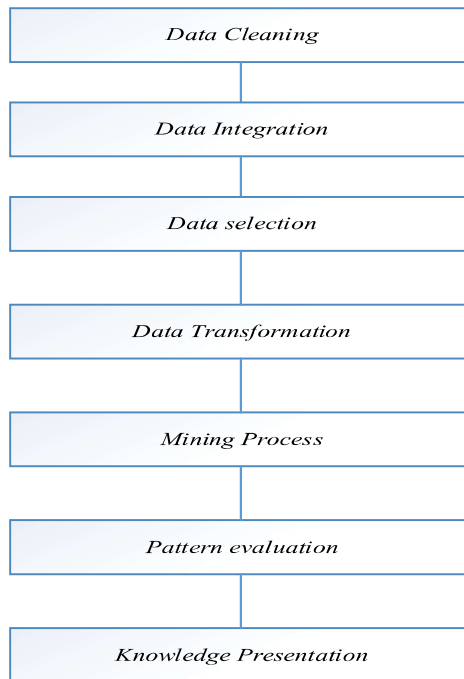 Data Cleaning
Data Integration
Data selection
Data Transformation
Mining Process
Pattern evaluation
Knowledge Presentation